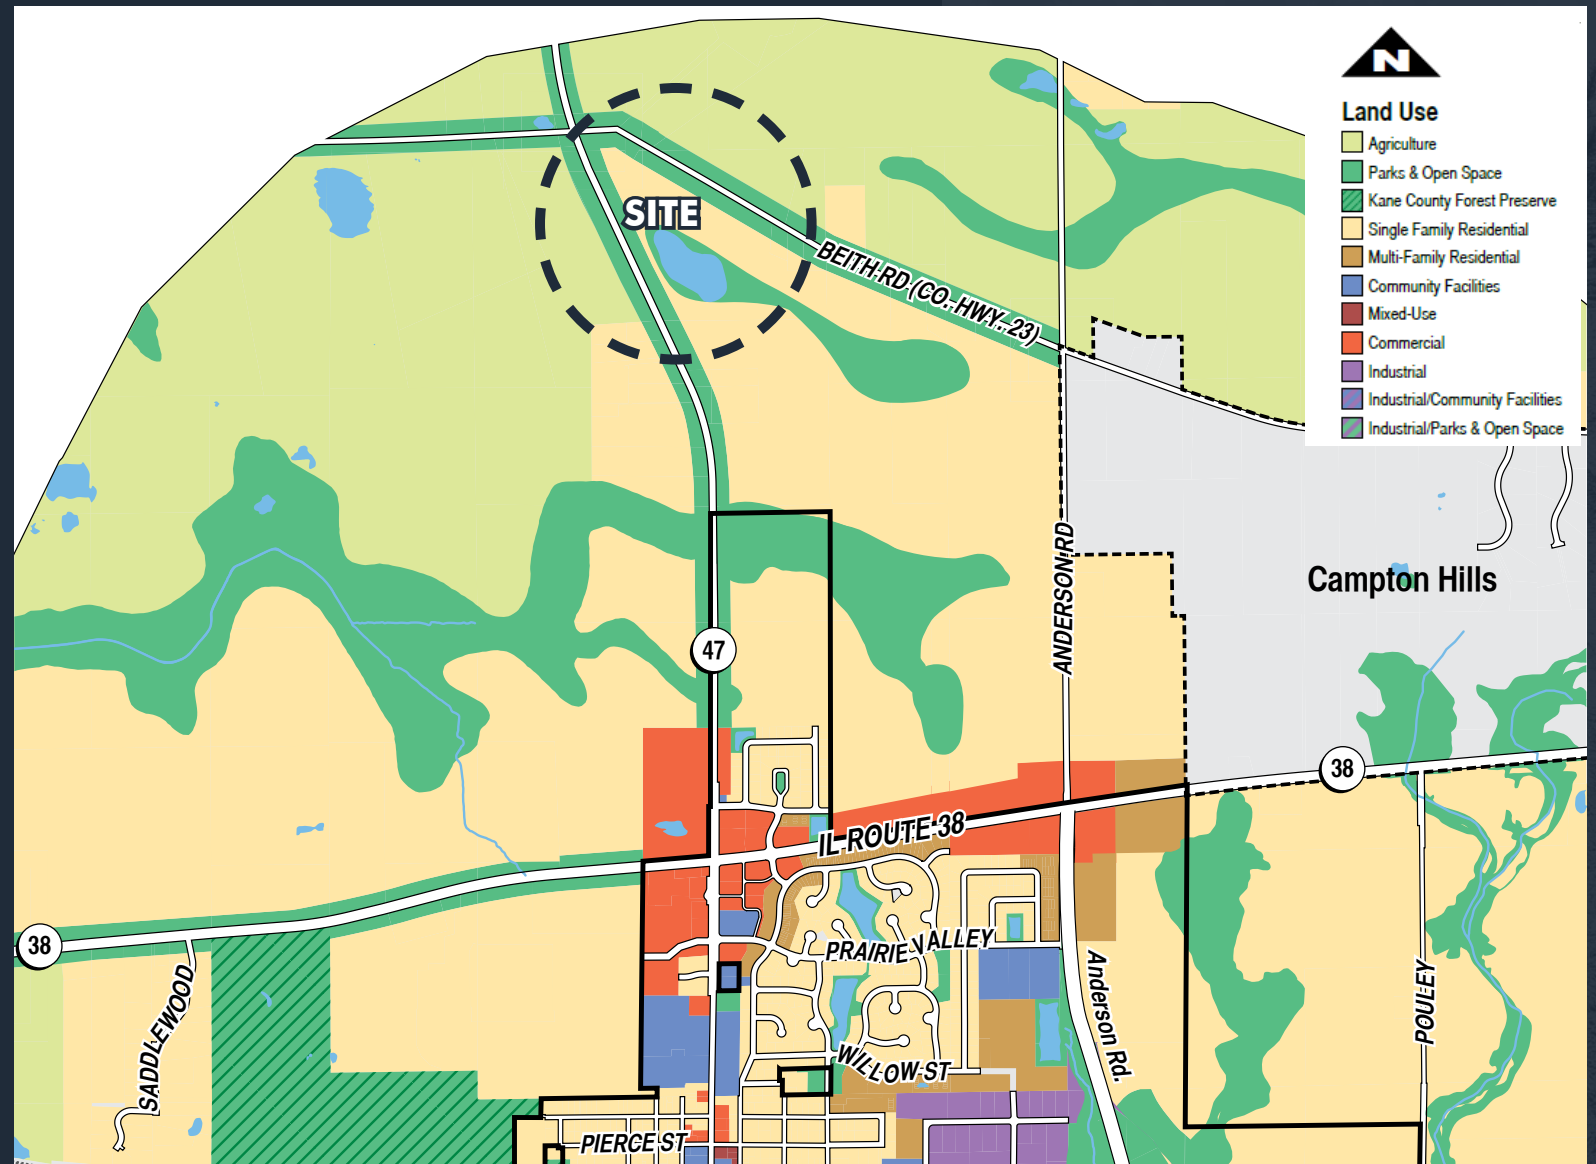 N
Land Use
Agriculture
Parks & Open Space
Kane County Forest Preserve
Single Family Residential
Multi-Family Residential
Community Facilities
Mixed-Use
Commercial
Industrial
Industrial/Community Facilities
Industrial/Parks & Open Space
SITE
BEITH RD (CO. HWY. 23)
ANDERSON RD
Campton Hills
47
38
IL ROUTE 38
38
PRAIRIE VALLEY
SADDLEWOOD
Anderson Rd.
POULEY
WILLOW ST
PIERCE ST